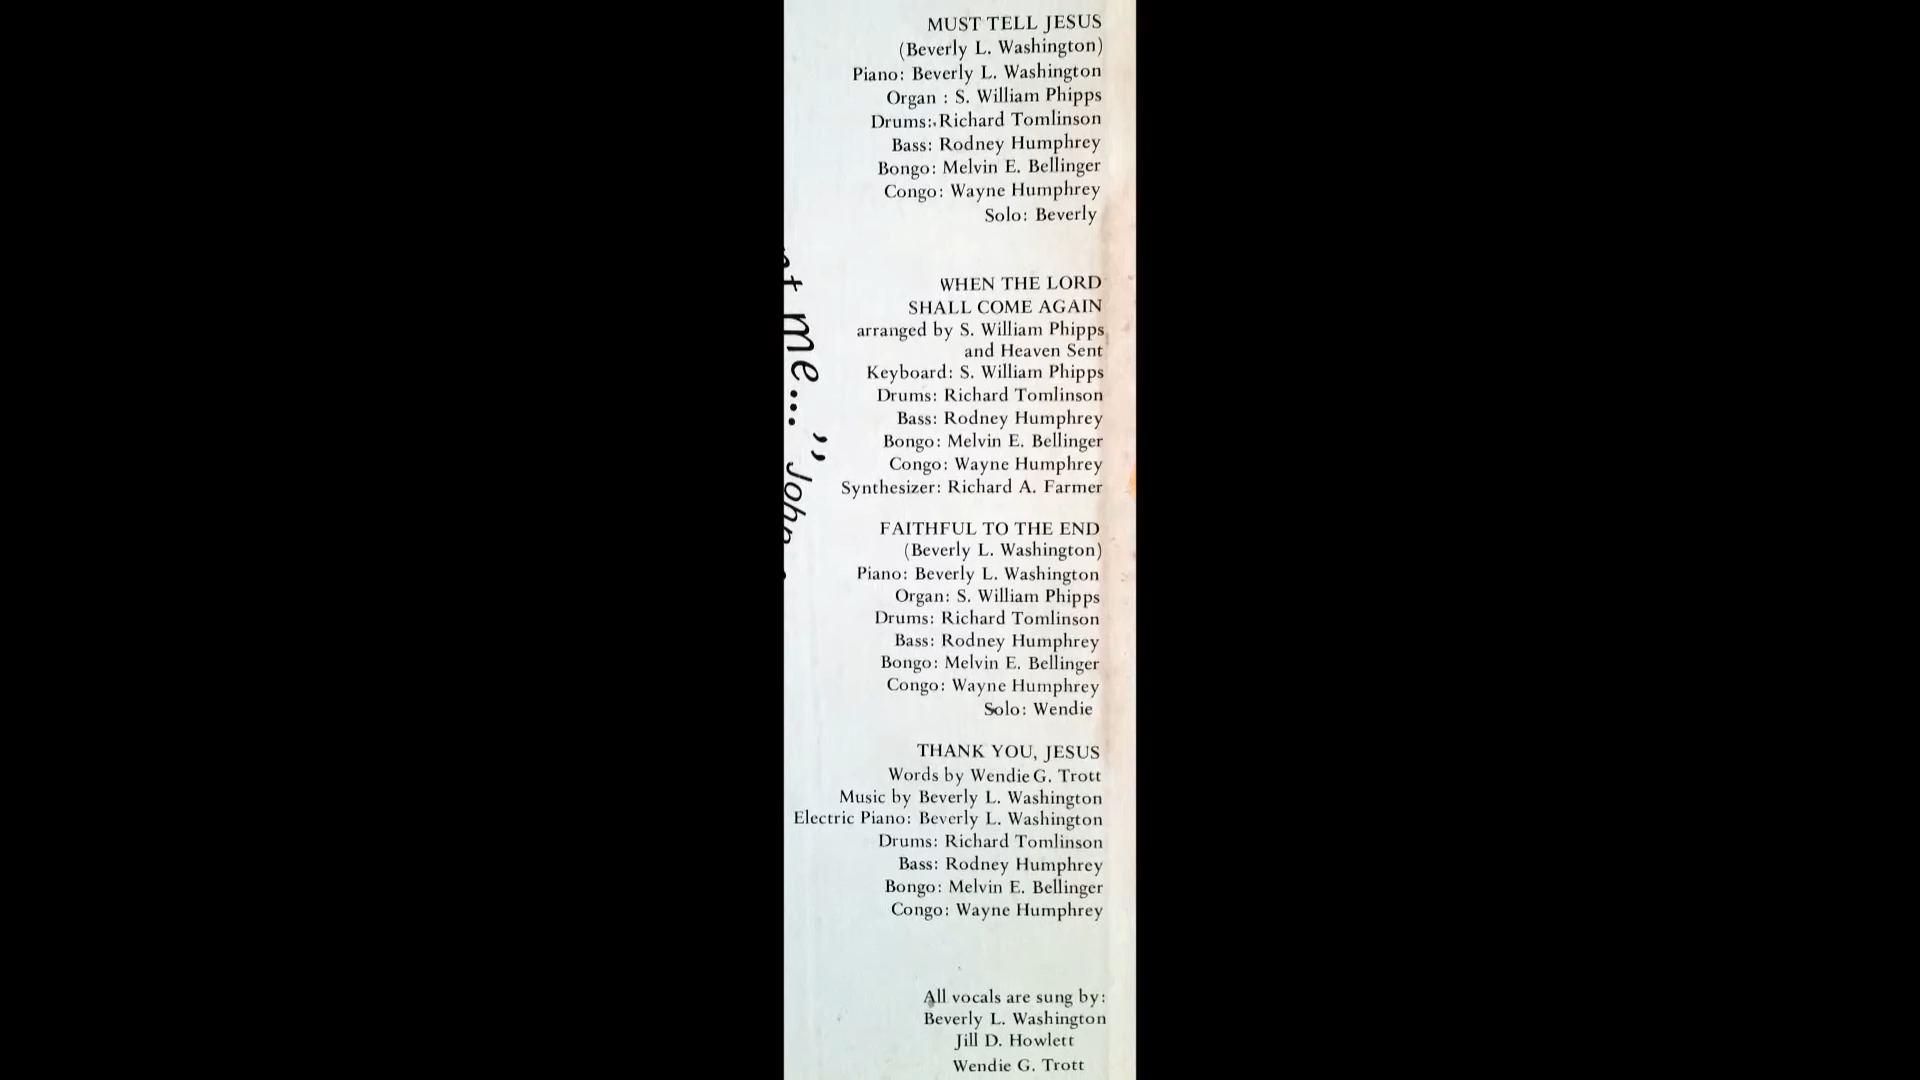 MUST TELL JESUS
(Beverly L. Washington)
Piano: Beverly L. Washington
Organ : S. William Phipps
Drums: Richard Tomlinson
Bass: Rodney Humphrey
Bongo: Melvin E. Bellinger
Congo: Wayne Humphrey
Solo: Beverly
WHEN THE LORD
SHALL COME AGAIN
arranged by S. William Phipps
and Heaven Sent
Keyboard: S. William Phipps
Drums: Richard Tomlinson
Bass: Rodney Humphrey
Bongo: Melvin E. Bellinger
Congo: Wayne Humphrey
Synthesizer: Richard A. Farmer
FAITHFUL TO THE END
(Beverly L. Washington)
Piano: Beverly L. Washington
Organ: S. William Phipps
Drums: Richard Tomlinson
Bass: Rodney Humphrey
Bongo: Melvin E. Bellinger
Congo: Wayne Humphrey
Solo: Wendie
THANK YOU, JESUS
Words by Wendie G. Trott
Music by Beverly L. Washington
Electric Piano: Beverly L. Washington
Drums: Richard Tomlinson
Bass: Rodney Humphrey
Bongo: Melvin E. Bellinger
Congo: Wayne Humphrey
All vocals are sung by:
Beverly L. Washington
Jill D. Howlett
Wendie G. Trott
me..." John